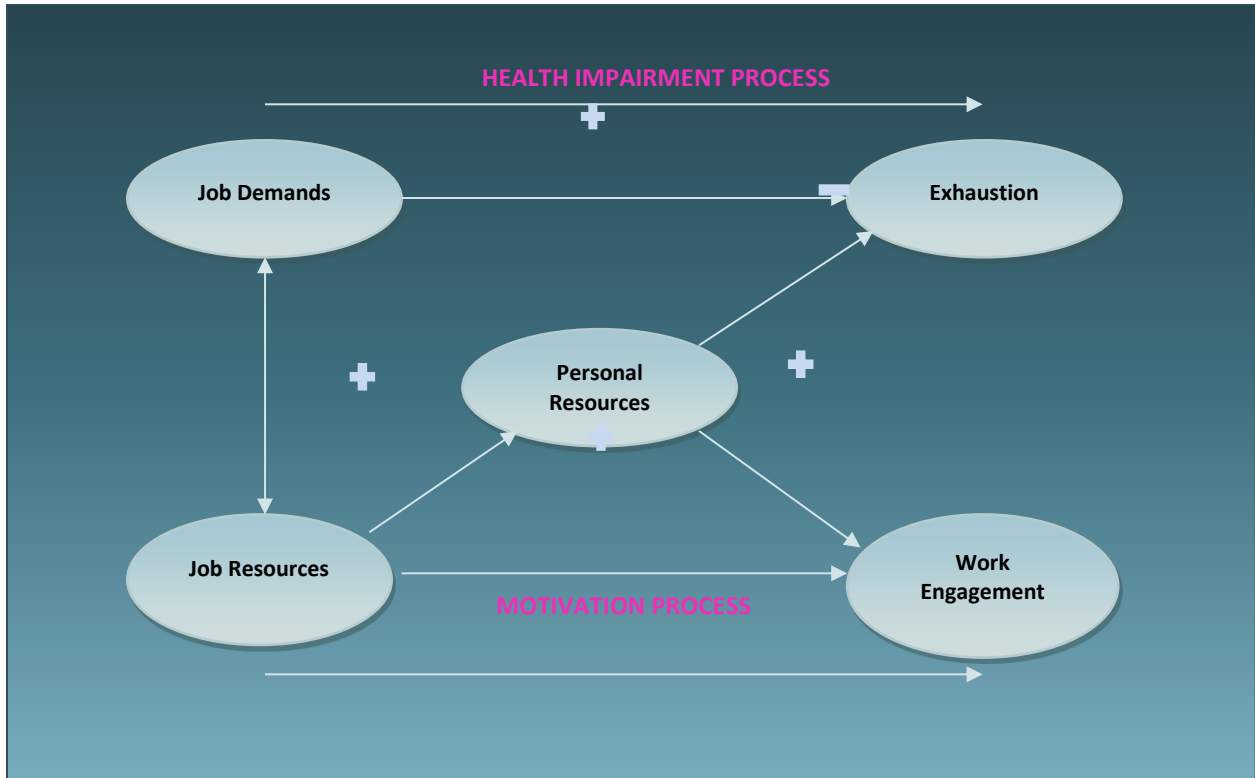 HEALTH IMPAIRMENT PROCESS
Job Demands
Exhaustion
Personal
Resources
Job Resources
Work
Engagement
MOTIVATION PROCESS